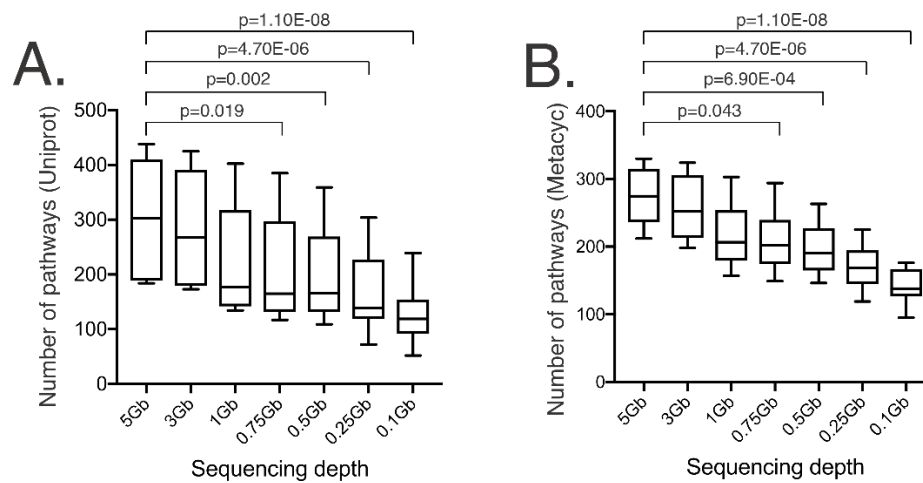 A.
p=1.10E-08
p=4.70E-06
p=0.002
p=0.019
Number of pathways (Uniprot)
500
400
300
200
100
0
5Gb
3Gb
1Gb
0.75Gb
0.5Gb
0.25Gb
0.1Gb
Sequencing depth
B.
p=1.10E-08
p=4.70E-06
p=6.90E-04
p=0.043
Number of pathways (Metacyc)
400
300
200
100
0
5Gb
3Gb
1Gb
0.75Gb
0.5Gb
0.25Gb
0.1Gb
Sequencing depth